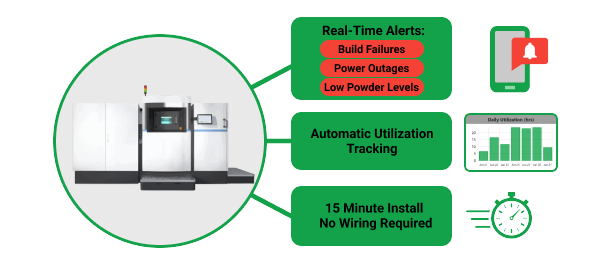 Real-Time Alerts:
Build Failures
Power Outages
Low Powder Levels
Automatic Utilization
Tracking
Daily Utilization (hrs)
15 Minute Install
No Wiring Required